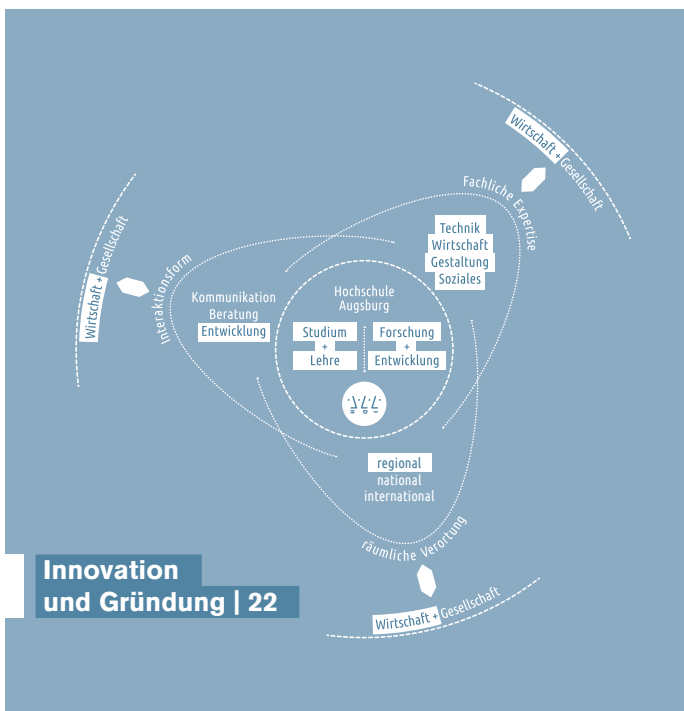 Wirtschaft + Gesellschaft
Fachliche Expertise
Technik
Wirtschaft
Gestaltung
Soziales
Wirtschaft + Gesellschaft
Interaktionsform
Kommunikation
Beratung
Entwicklung
Hochschule
Augsburg
Studium
+
Lehre
Forschung
+
Entwicklung
regional
national
international
räumliche Verortung
Wirtschaft + Gesellschaft
Innovation
und Gründung | 22